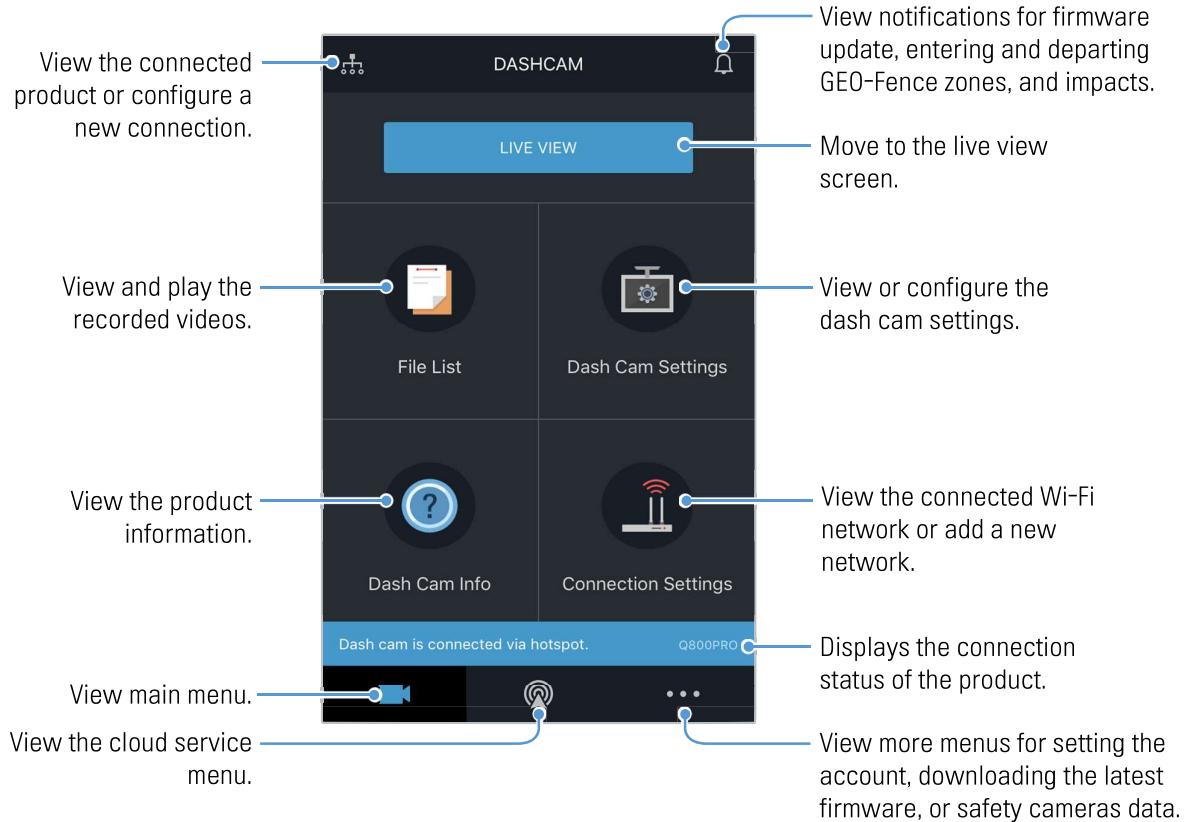 View the connected
product or configure a
new connection.
DASHCAM
View notifications for firmware
update, entering and departing
GEO-Fence zones, and impacts.
LIVE VIEW
Move to the live view
screen.
View and play the
recorded videos.
File List
Dash Cam Settings
View or configure the
dash cam settings.
View the product
information.
?
Dash Cam Info
Connection Settings
View the connected Wi-Fi
network or add a new
network.
Dash cam is connected via hotspot. Q800PRO
Displays the connection
status of the product.
View main menu.
View the cloud service
menu.
View more menus for setting the
account, downloading the latest
firmware, or safety cameras data.